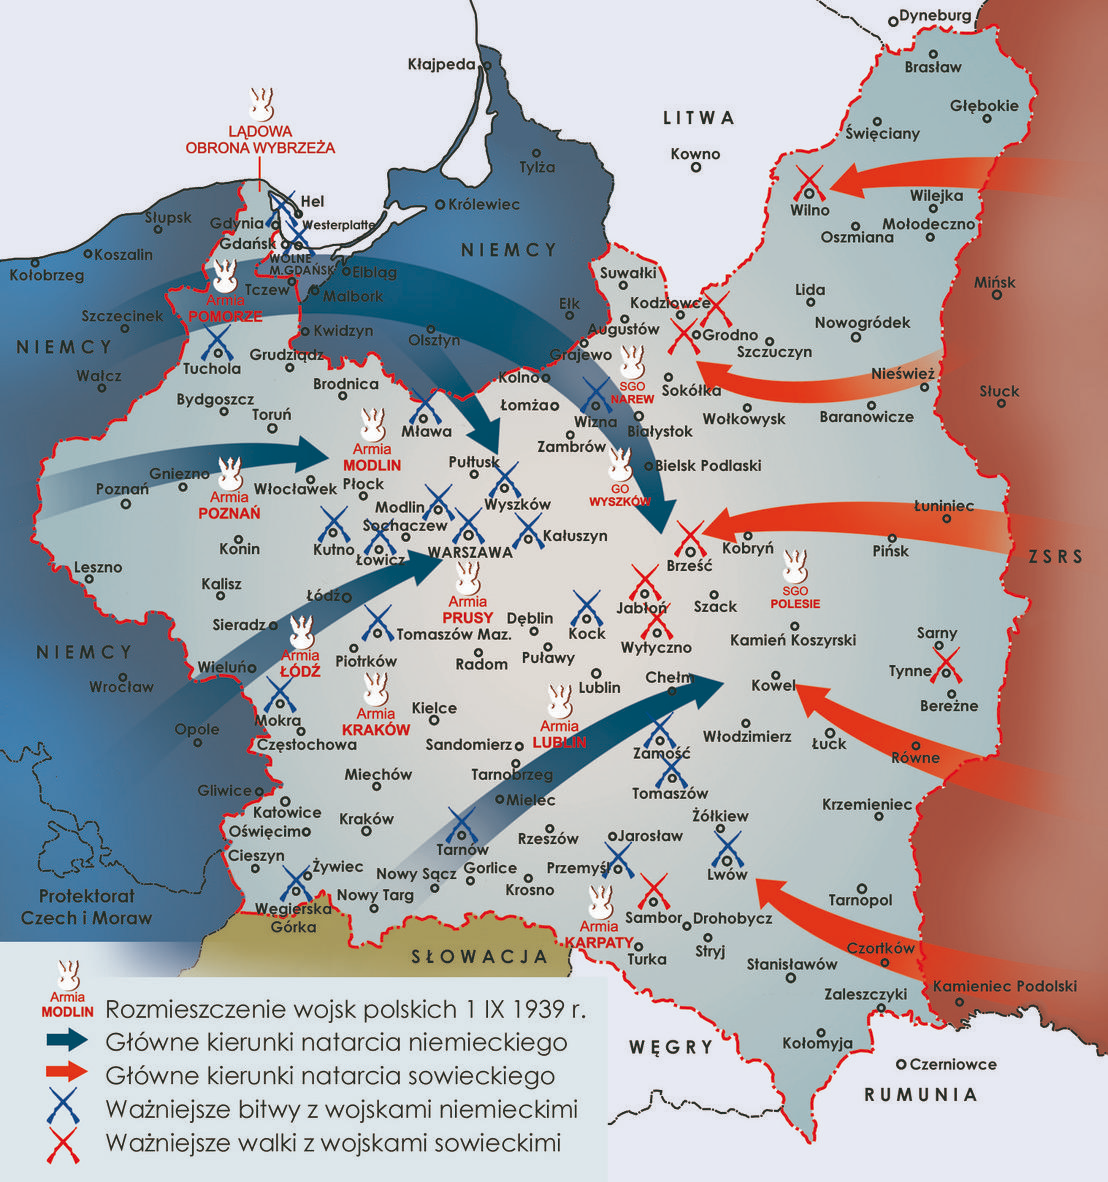 Dyneburg
Brasław
Kłajpeda
Głębokie
LITWA
Święciany
LĄDOWA
OBRONA WYBRZEŻA
Kowno
Tylża
Wilejka
Hel
Królewiec
Wilno
Słupsk
Gdynia
Westerplatte
Mołodeczno
Oszmiana
Gdańsk
Koszalin
NIEMCY
WOLNE
M.GDAŃSK
Kołobrzeg
Elbląg
Suwałki
Tczew
Malbork
Mińsk
Armia
POMORZE
Ełk
Kodziowce
Lida
Szczecinek
Kwidzyn
Olsztyn
Augustów
Grodno
Nowogródek
NIEMCY
Grudziądz
Grajewo
Szczuczyn
Tuchola
Wałcz
Brodnica
Kolno
SGO
NAREW
Sokółka
Nieśwież
Słuck
Bydgoszcz
Toruń
Łomża
Wizna
Wołkowysk
Baranowicze
Mława
Białystok
Armia
MODLIN
Zambrów
Gniezno
Pułtusk
Bielsk Podlaski
Poznań
Armia
POZNAŃ
Włocławek
Płock
GO
WYSZKÓW
Modlin
Wyszków
Łuniniec
Sochaczew
Konin
Kutno
Łowicz
WARSZAWA
Kałuszyn
Kobryń
Pińsk
ZSRS
Leszno
Brześć
Kalisz
Łódź
Armia
PRUSY
Jabłoń
Szack
SGO
POLESIE
Sieradz
Dęblin
Kock
Tomaszów Maz.
Kamień Koszyrski
Sarny
NIEMCY
Armia
ŁÓDŹ
Piotrków
Radom
Puławy
Wytyczno
Wieluń
Tynne
Wrocław
Lublin
Chełm
Kowel
Bereźne
Mokra
Armia
KRAKÓW
Kielce
Armia
LUBLIN
Opole
Częstochowa
Sandomierz
Włodzimierz
Łuck
Zamość
Równe
Miechów
Tarnobrzeg
Gliwice
Tomaszów
Katowice
Mielec
Krzemieniec
Oświęcim
Kraków
Żółkiew
Tarnów
Rzeszów
Jarosław
Cieszyn
Żywiec
Nowy Sącz
Gorlice
Przemyśl
Lwów
Protektorat
Czech i Moraw
Nowy Targ
Krosno
Węgierska
Górka
Tarnopol
Armia
KARPATY
Sambor
Drohobycz
SŁOWACJA
Turka
Stryj
Czortków
Stanisławów
Kamieniec Podolski
Zaleszczyki
Armia
MODLIN
Rozmieszczenie wojsk polskich 1 IX 1939 r.
Główne kierunki natarcia niemieckiego
WĘGRY
Kołomyja
Czerniowce
Główne kierunki natarcia sowieckiego
RUMUNIA
Ważniejsze bitwy z wojskami niemieckimi
Ważniejsze walki z wojskami sowieckimi